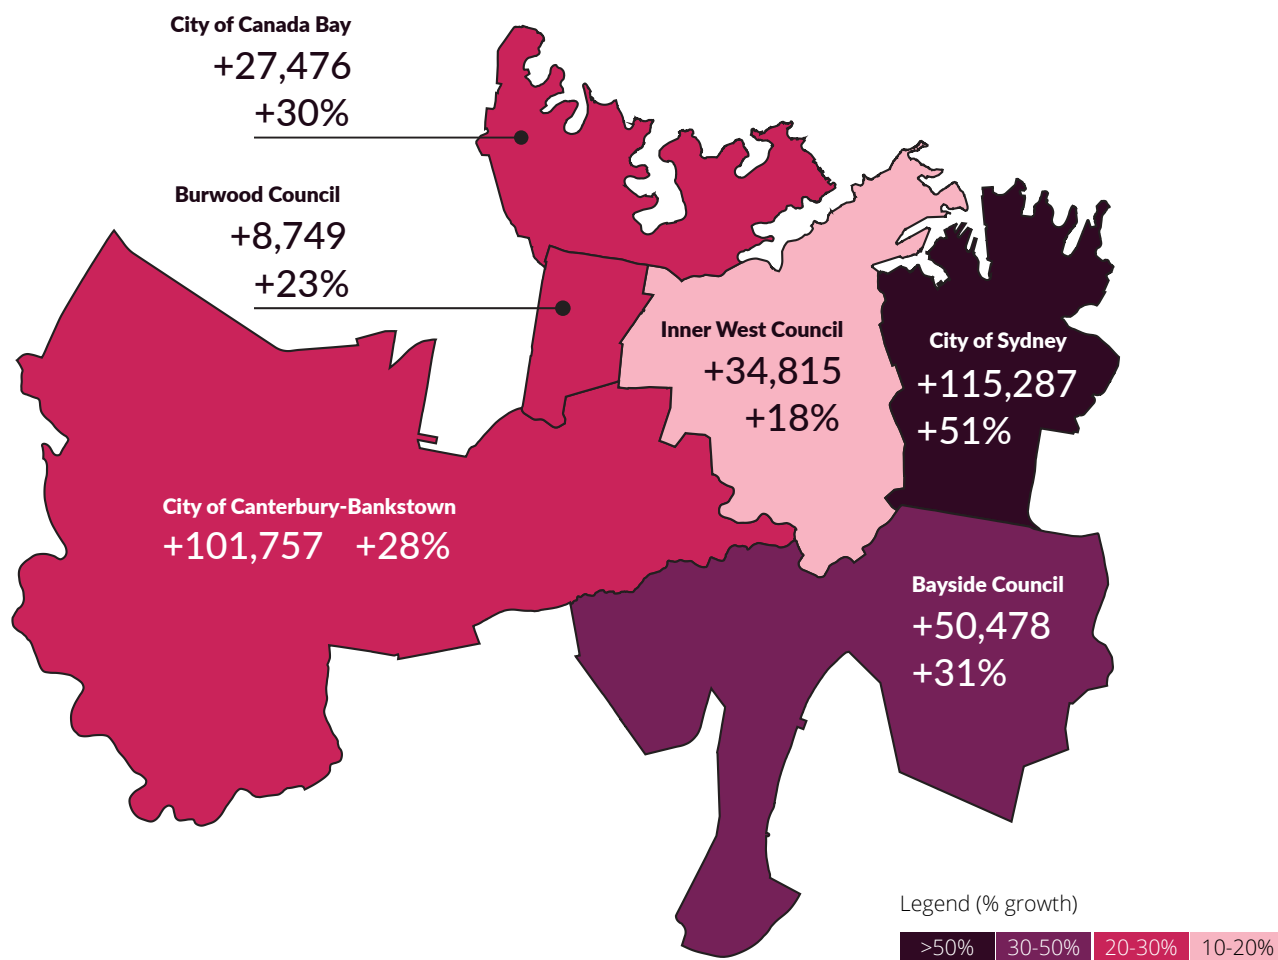 City of Canada Bay
+27,476
+30%
Burwood Council
+8,749
+23%
Inner West Council
+34,815
+18%
City of Sydney
+115,287
+51%
City of Canterbury-Bankstown
+101,757 +28%
Bayside Council
+50,478
+31%
Legend (% growth)
>50% 30-50% 20-30% 10-20%